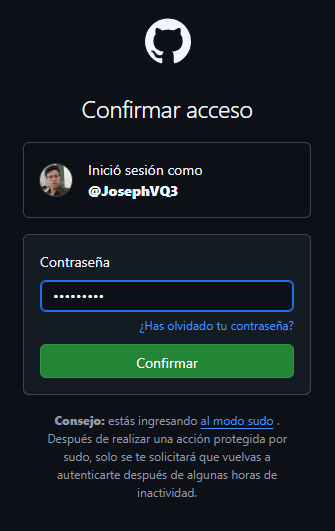 Confirmar acceso
Inició sesión como
@JosephVQ3
Contraseña
•••••••••
¿Has olvidado tu contraseña?
Confirmar
Consejo: estás ingresando al modo sudo .
Después de realizar una acción protegida por
sudo, solo se te solicitará que vuelvas a
autenticarte después de algunas horas de
inactividad.